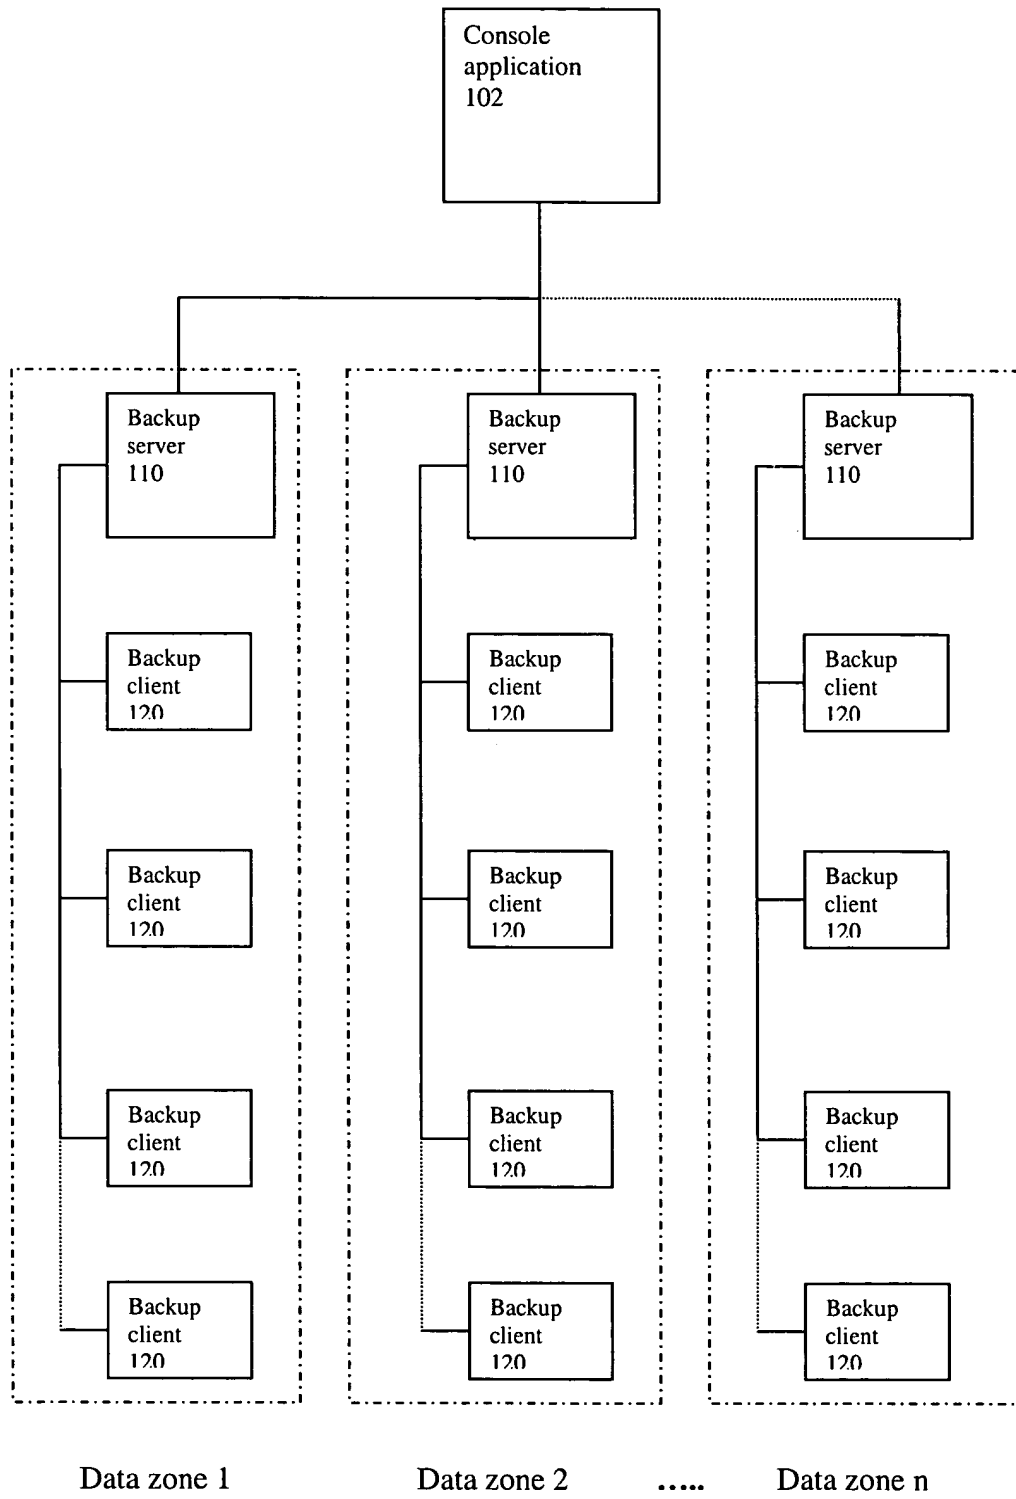 Console
application
102
Backup
server
110
Backup
server
110
Backup
server
110
Backup
client
120
Backup
client
120
Backup
client
120
Backup
client
120
Backup
client
120
Backup
client
120
Backup
client
120
Backup
client
120
Backup
client
120
Backup
client
120
Backup
client
120
Backup
client
120
Data zone 1
Data zone 2
.....
Data zone n